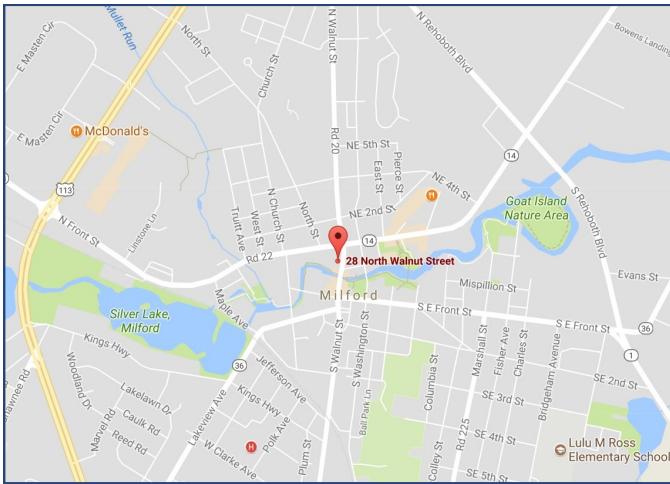 E Masten Cir
Mullet Run
North St
Church St
N Walnut St
N Rehoboth Blvd
Bowens Landing
E Masten Cir
McDonald's
Rd 20
NE 5th St
14
East St
Pierce St
NE 4th St
113
N Front St
Linstone Ln
Truitt Ave
West St
N Church St
North St
NE 2nd St
Goat Island
Nature Area
S Rehoboth Blvd
14
Rd 22
28 North Walnut Street
Milford
Mispillion St
Evans St
Silver Lake,
Milford
Maple Ave
S E Front St
S E Front St
36
1
Kings Hwy
36
S Walnut St
S Washington St
Marshall St
Fisher Ave
Charles St
Bridgeham Avenue
SE 2nd St
awnee Rd
Woodland Dr
Lakelawn Dr
Jefferson Ave
Kings Hwy
Ball Park Ln
Columbia St
SE 3rd St
Marvel Rd
Caulk Rd
Reed Rd
Lakeview Ave
H
Polk Ave
W Clarke Ave
Plum St
Colley St
Rd 225
SE 4th St
SE 5th St
Lulu M Ross
Elementary School